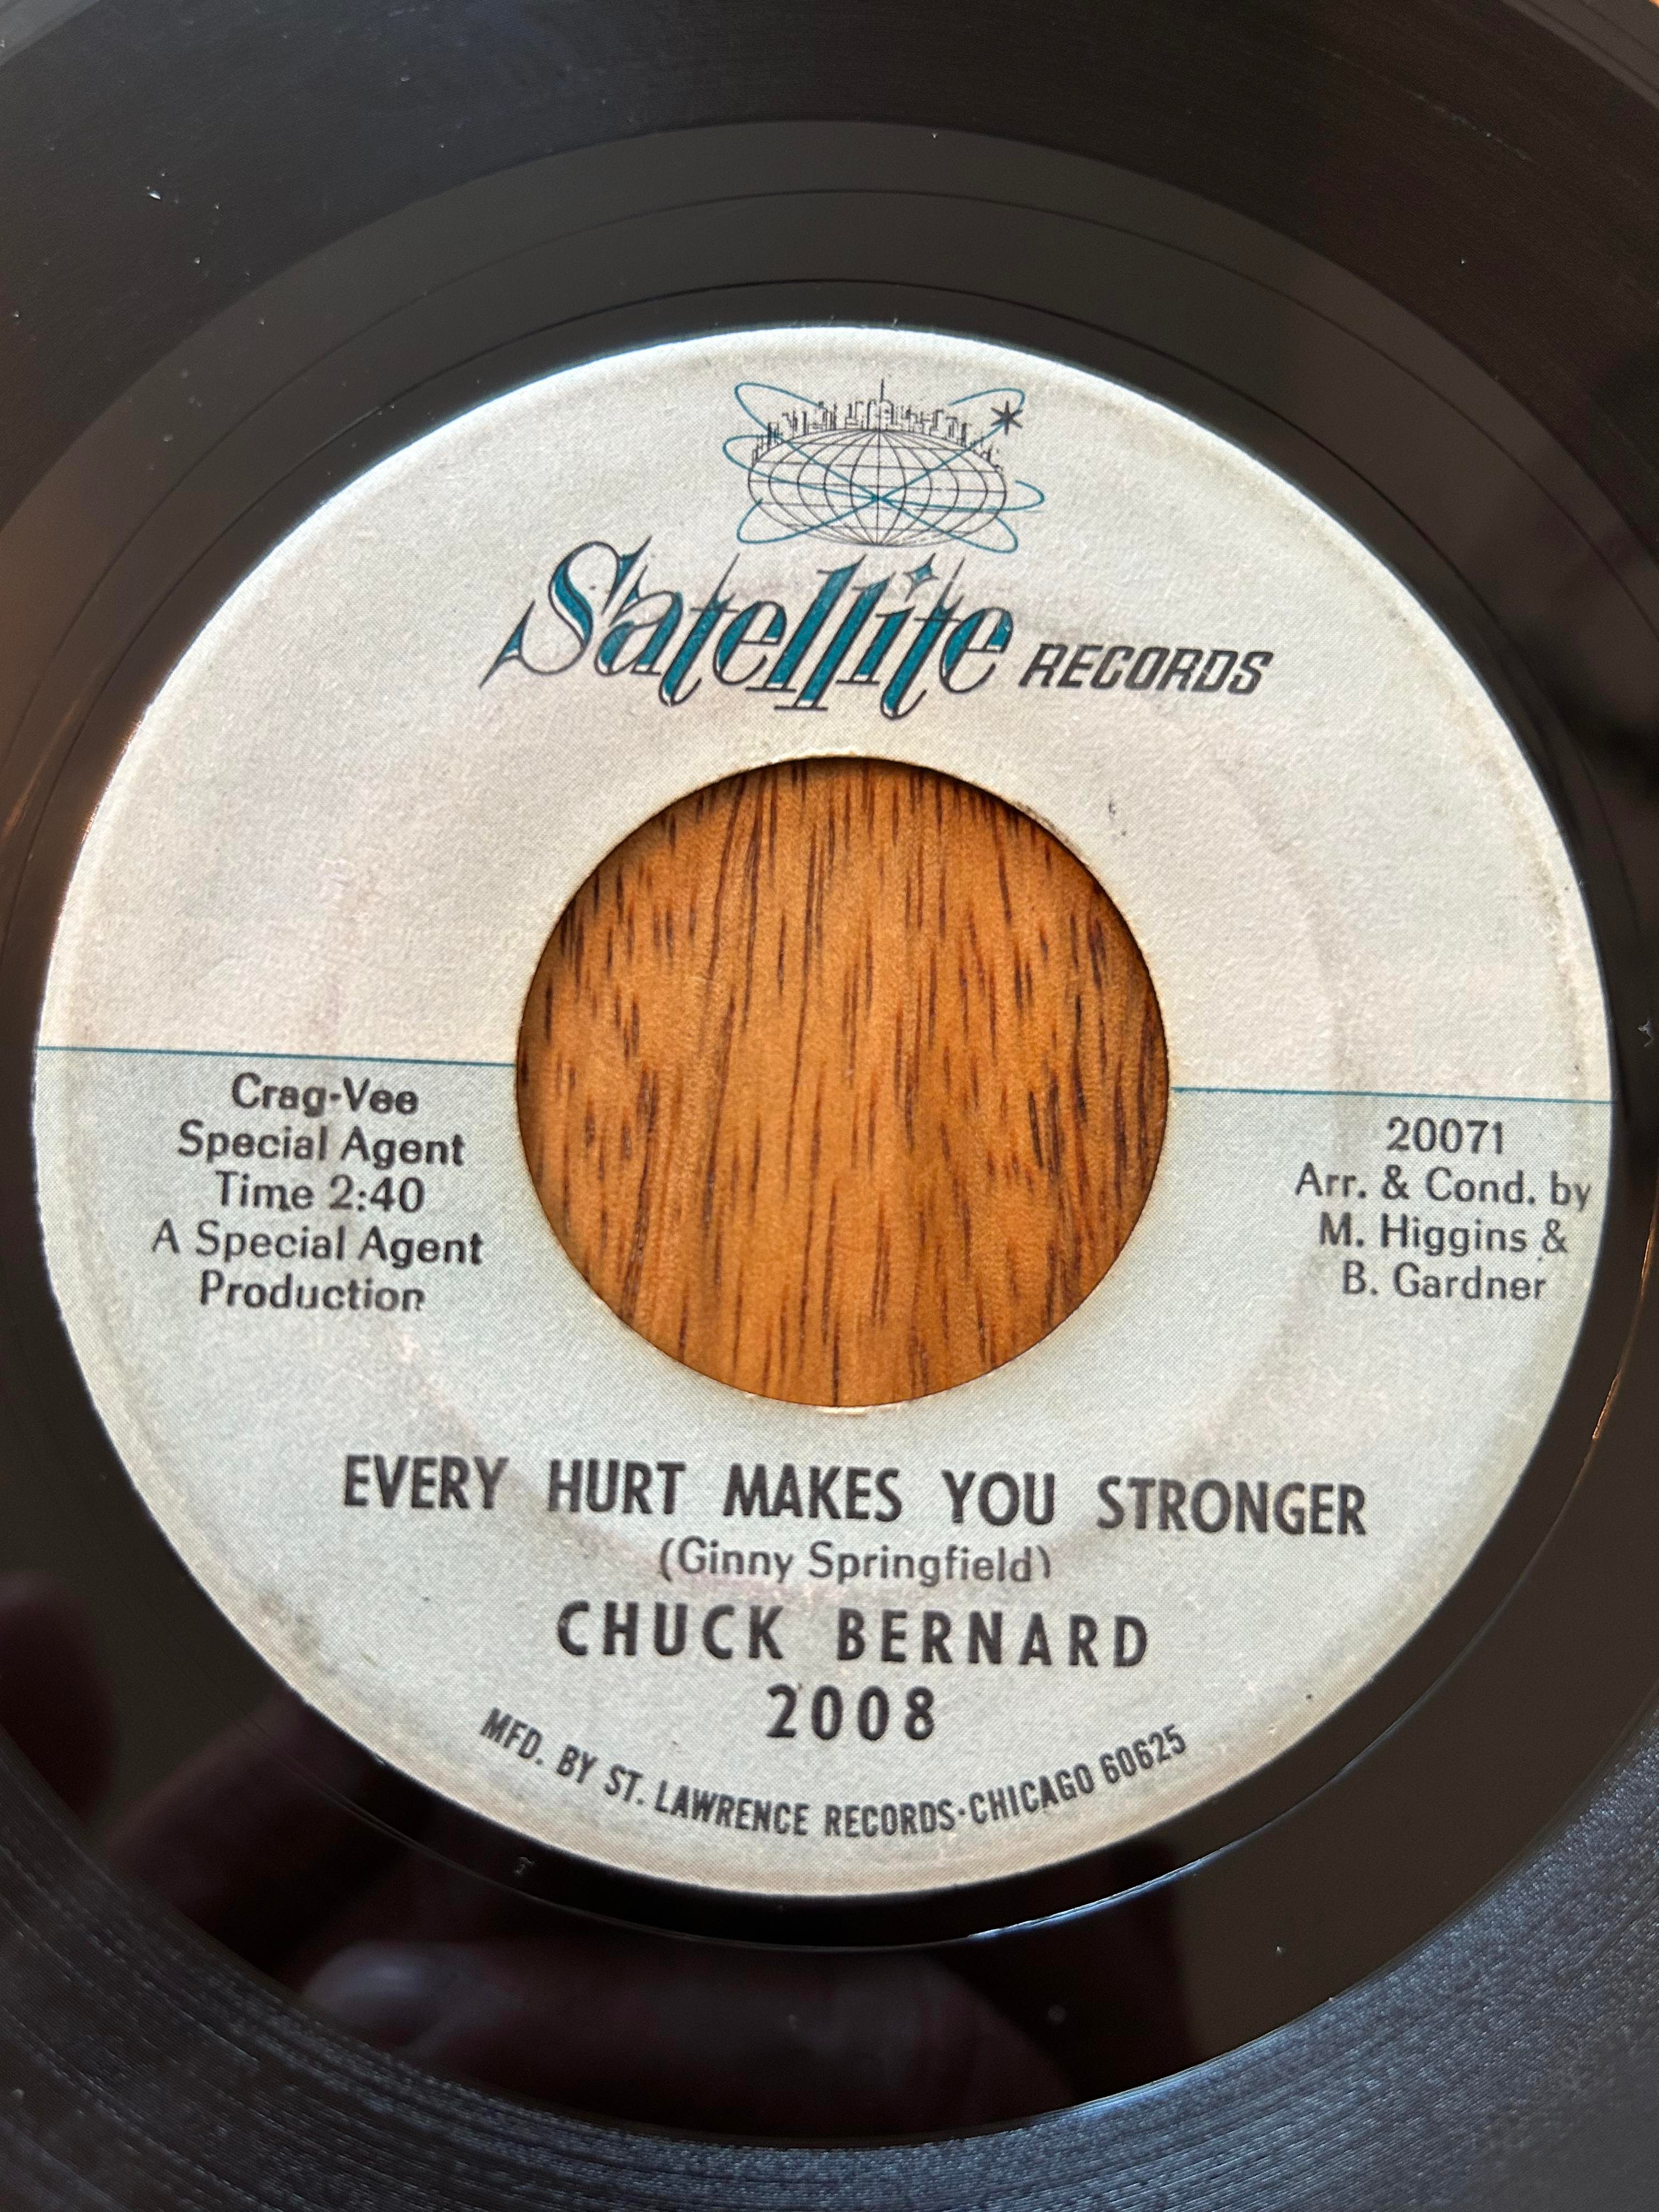 Satellite RECORDS
Crag-Vee
Special Agent
Time 2:40
A Special Agent
Production
20071
Arr. & Cond. by
M. Higgins &
B. Gardner
EVERY HURT MAKES YOU STRONGER
(Ginny Springfield)
CHUCK BERNARD
2008
MFD. BY ST. LAWRENCE RECORDS·CHICAGO 60625